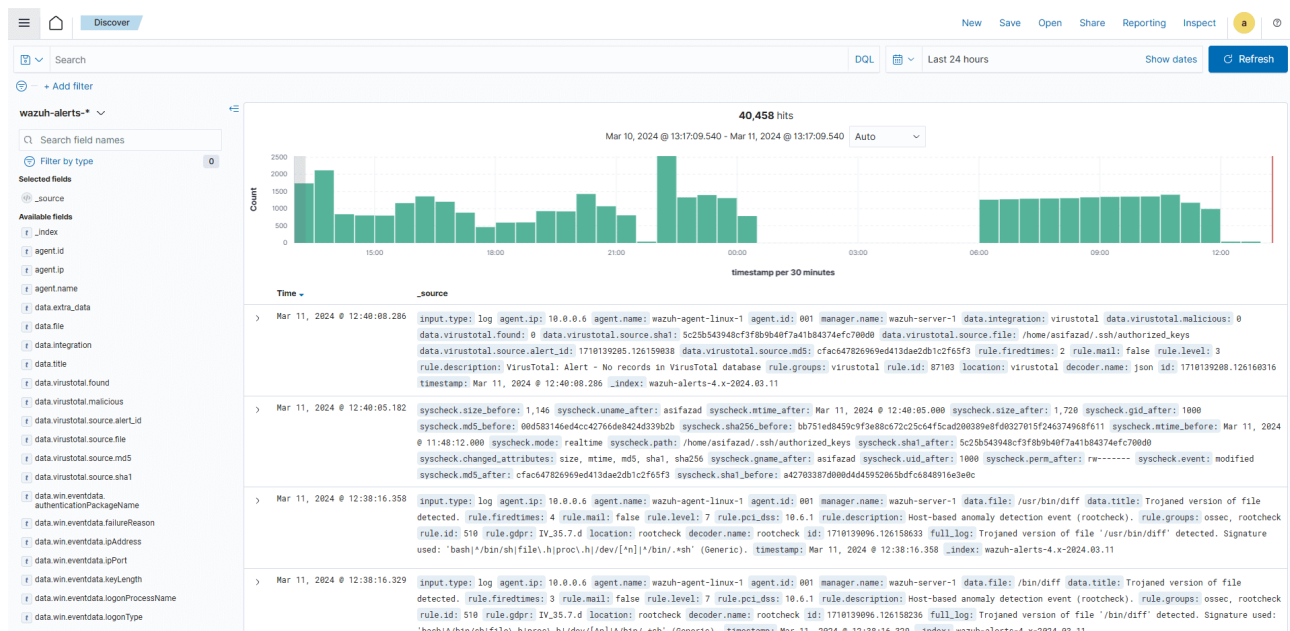 Discover
New Save Open Share Reporting Inspect a
Search DQL Last 24 hours Show dates Refresh
+ Add filter
wazuh-alerts-*
Search field names
Filter by type 0
Selected fields
_source
Available fields
t _index
t agent.id
t agent.ip
t agent.name
t data.extra_data
t data.file
t data.integration
t data.title
t data.virustotal.found
t data.virustotal.malicious
t data.virustotal.source.alert_id
t data.virustotal.source.file
t data.virustotal.source.md5
t data.virustotal.source.sha1
t data.win.eventdata.
authenticationPackageName
t data.win.eventdata.failureReason
t data.win.eventdata.ipAddress
t data.win.eventdata.ipPort
t data.win.eventdata.keyLength
t data.win.eventdata.logonProcessName
t data.win.eventdata.logonType
40,458 hits
Mar 10, 2024 @ 13:17:09.540 - Mar 11, 2024 @ 13:17:09.540 Auto
Count
2500
2000
1500
1000
500
0
15:00 18:00 21:00 00:00 03:00 06:00 09:00 12:00
timestamp per 30 minutes
Time _source
Mar 11, 2024 @ 12:40:08.286 input.type: log agent.ip: 10.0.0.6 agent.name: wazuh-agent-linux-1 agent.id: 001 manager.name: wazuh-server-1 data.integration: virustotal data.virustotal.malicious: 0
data.virustotal.found: 0 data.virustotal.source.sha1: 5c25b543948cf3f8b9b40f7a41b84374efc700d0 data.virustotal.source.file: /home/asifazad/.ssh/authorized_keys
data.virustotal.source.alert_id: 1710139205.126159038 data.virustotal.source.md5: cfac647826969ed413dae2db1c2f65f3 rule.firedtimes: 2 rule.mail: false rule.level: 3
rule.description: VirusTotal: Alert - No records in VirusTotal database rule.groups: virustotal rule.id: 87103 location: virustotal decoder.name: json id: 1710139208.126160316
timestamp: Mar 11, 2024 @ 12:40:08.286 _index: wazuh-alerts-4.x-2024.03.11
Mar 11, 2024 @ 12:40:05.182 syscheck.size_before: 1,146 syscheck.uname_after: asifazad syscheck.mtime_after: Mar 11, 2024 @ 12:40:05.000 syscheck.size_after: 1,720 syscheck.gid_after: 1000
syscheck.md5_before: 00d583146ed4cc42766de8424d339b2b syscheck.sha256_before: bb751ed8459c9f3e88c672c25c64f5cad200389e8fd0327015f246374968f611 syscheck.mtime_before: Mar 11, 2024
@ 11:48:12.000 syscheck.mode: realtime syscheck.path: /home/asifazad/.ssh/authorized_keys syscheck.sha1_after: 5c25b543948cf3f8b9b40f7a41b84374efc700d0
syscheck.changed_attributes: size, mtime, md5, sha1, sha256 syscheck.gname_after: asifazad syscheck.uid_after: 1000 syscheck.perm_after: rw------- syscheck.event: modified
syscheck.md5_after: cfac647826969ed413dae2db1c2f65f3 syscheck.sha1_before: a42703387d000d4d45952065bdfc6848916e3e0c
Mar 11, 2024 @ 12:38:16.358 input.type: log agent.ip: 10.0.0.6 agent.name: wazuh-agent-linux-1 agent.id: 001 manager.name: wazuh-server-1 data.file: /usr/bin/diff data.title: Trojaned version of file
detected. rule.firedtimes: 4 rule.mail: false rule.level: 7 rule.pci_dss: 10.6.1 rule.description: Host-based anomaly detection event (rootcheck). rule.groups: ossec, rootcheck
rule.id: 510 rule.gdpr: IV_35.7.d location: rootcheck decoder.name: rootcheck id: 1710139096.126158633 full_log: Trojaned version of file '/usr/bin/diff' detected. Signature
used: 'bash|^/bin/sh|file\.h|proc\.h|/dev/[^n]|^/bin/.*sh' (Generic). timestamp: Mar 11, 2024 @ 12:38:16.358 _index: wazuh-alerts-4.x-2024.03.11
Mar 11, 2024 @ 12:38:16.329 input.type: log agent.ip: 10.0.0.6 agent.name: wazuh-agent-linux-1 agent.id: 001 manager.name: wazuh-server-1 data.file: /bin/diff data.title: Trojaned version of file
detected. rule.firedtimes: 3 rule.mail: false rule.level: 7 rule.pci_dss: 10.6.1 rule.description: Host-based anomaly detection event (rootcheck). rule.groups: ossec, rootcheck
rule.id: 510 rule.gdpr: IV_35.7.d location: rootcheck decoder.name: rootcheck id: 1710139096.126158236 full_log: Trojaned version of file '/bin/diff' detected. Signature used: